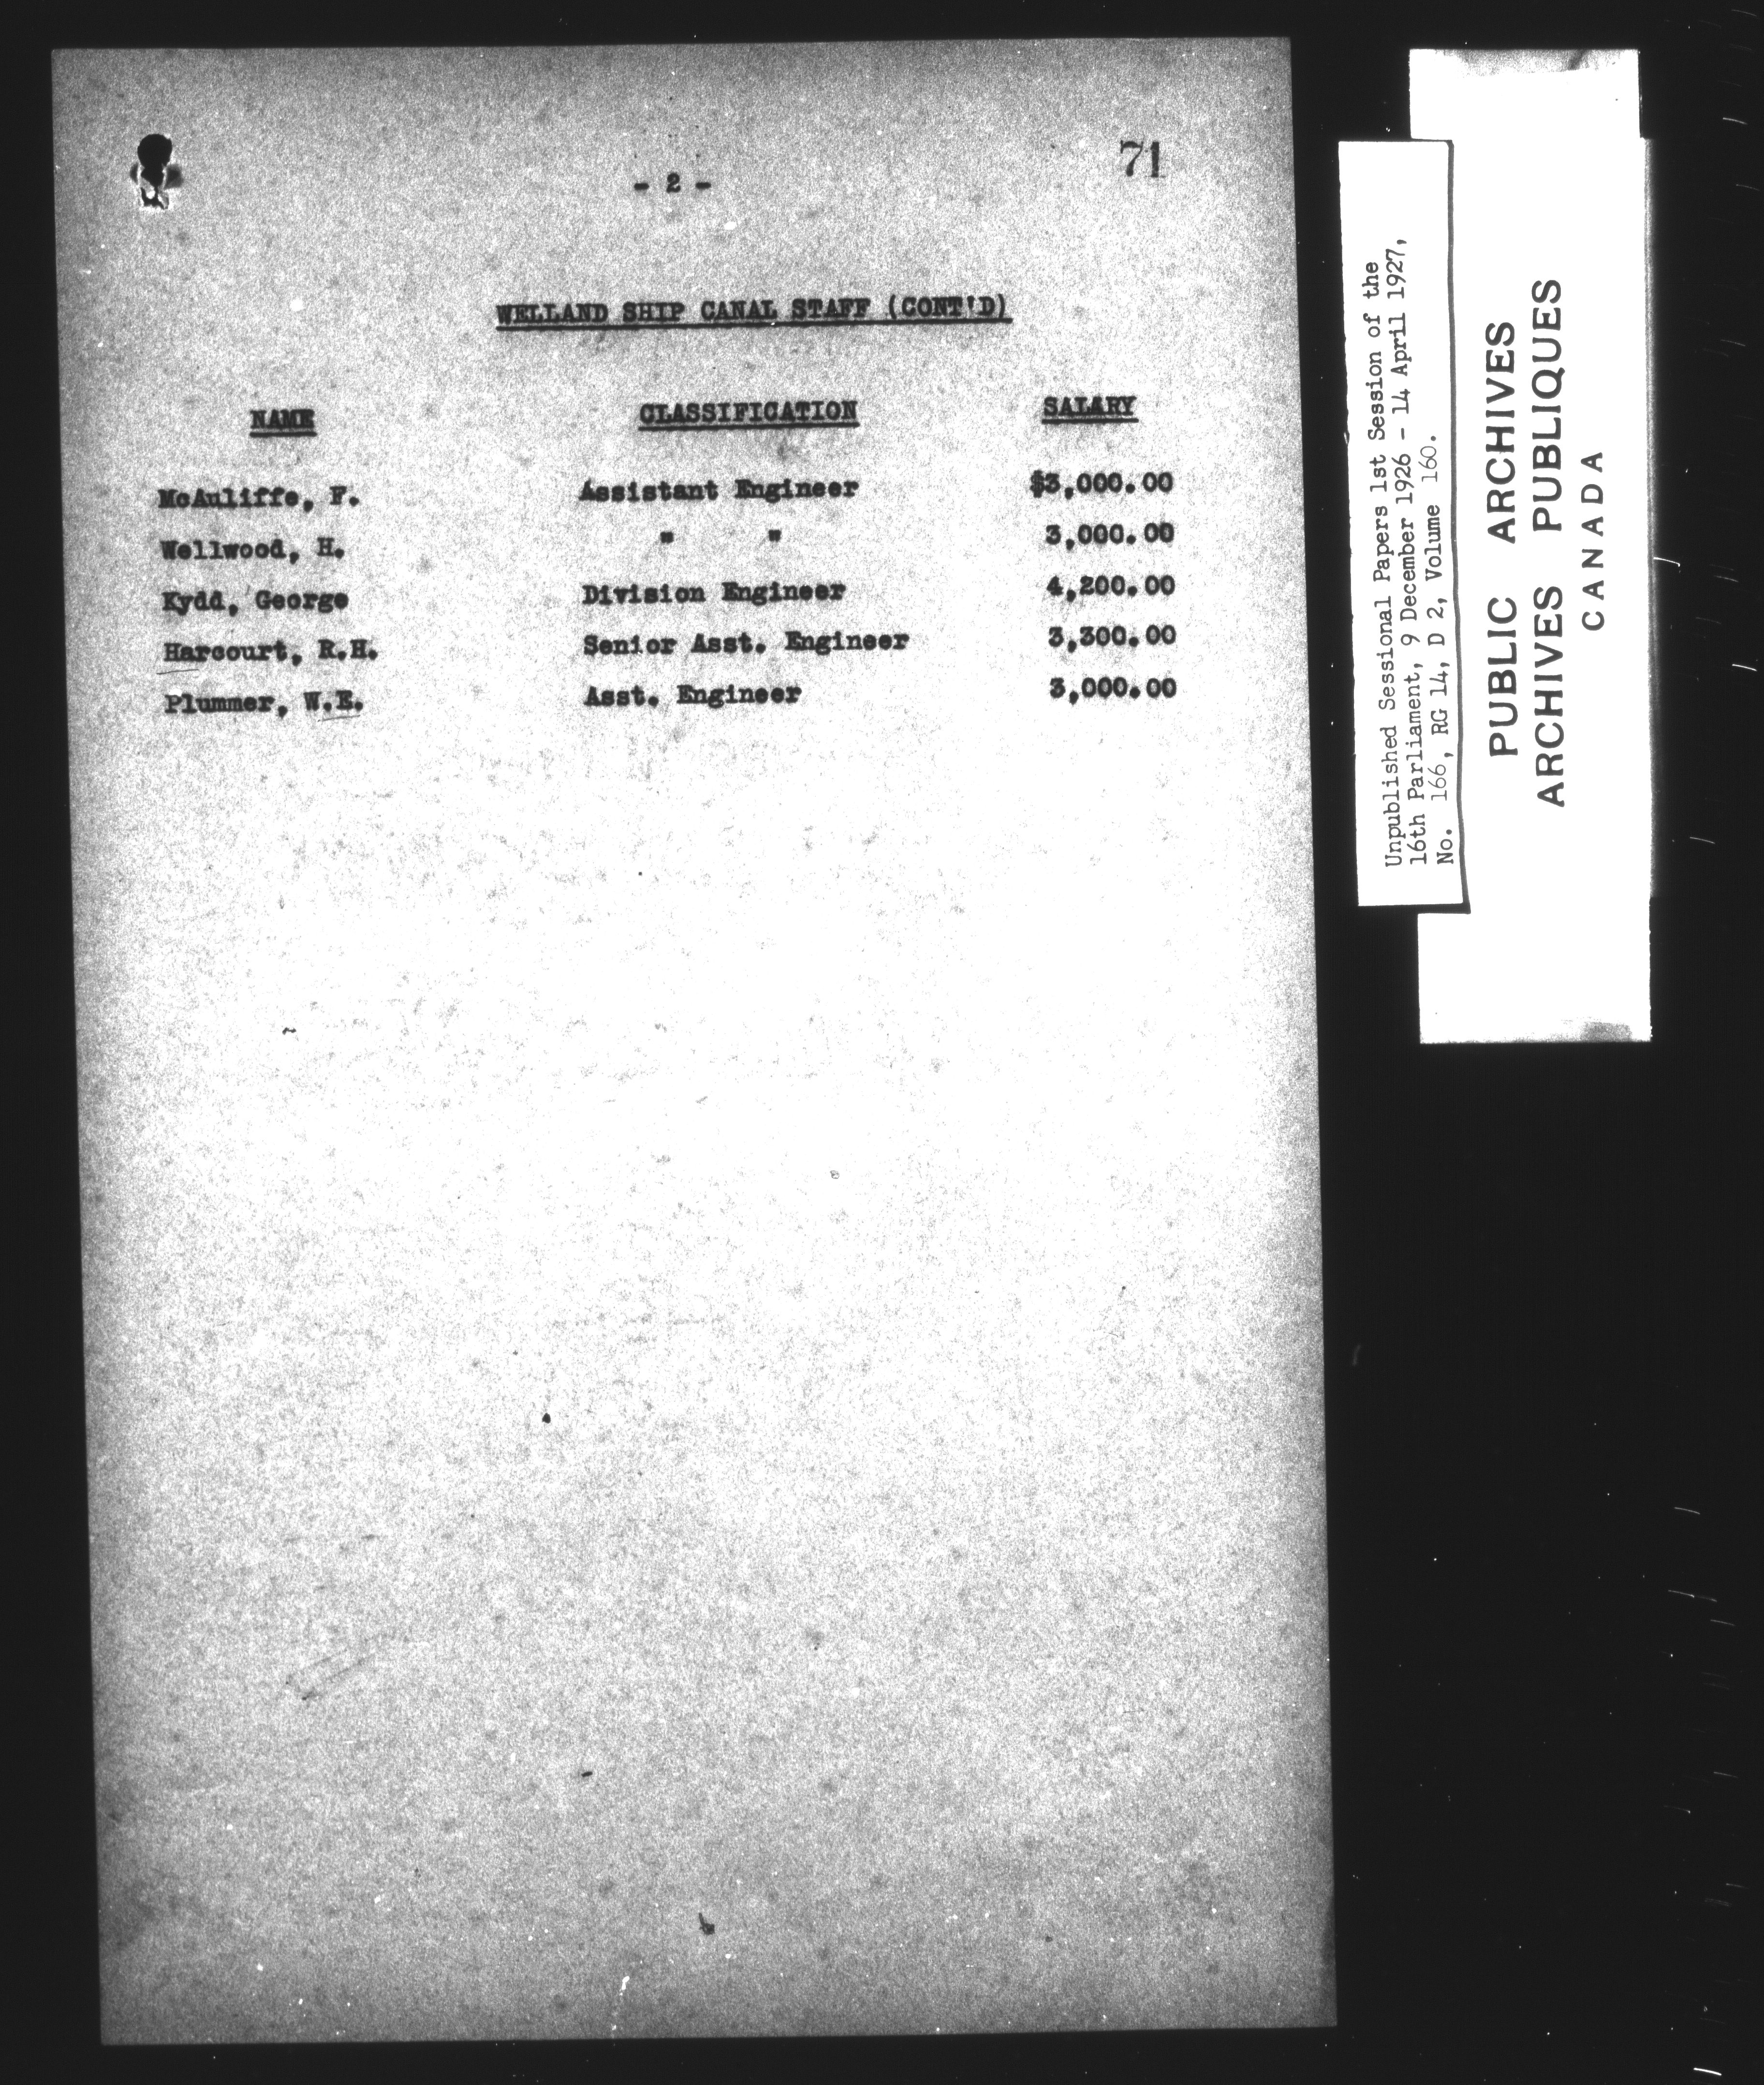 71
- 2 -
WELLAND SHIP CANAL STAFF (CONT'D)
NAME CLASSIFICATION SALARY
McAuliffe, F. Assistant Engineer $3,000.00
Wellwood, H. " " 3,000.00
Kydd, George Division Engineer 4,200.00
Harcourt, R.H. Senior Asst. Engineer 3,300.00
Plummer, W.E. Asst. Engineer 3,000.00
Unpublished Sessional Papers 1st Session of the
16th Parliament, 9 December 1926 - 14 April 1927,
No. 166, RG 14, D 2, Volume 160.
PUBLIC ARCHIVES
ARCHIVES PUBLIQUES
CANADA